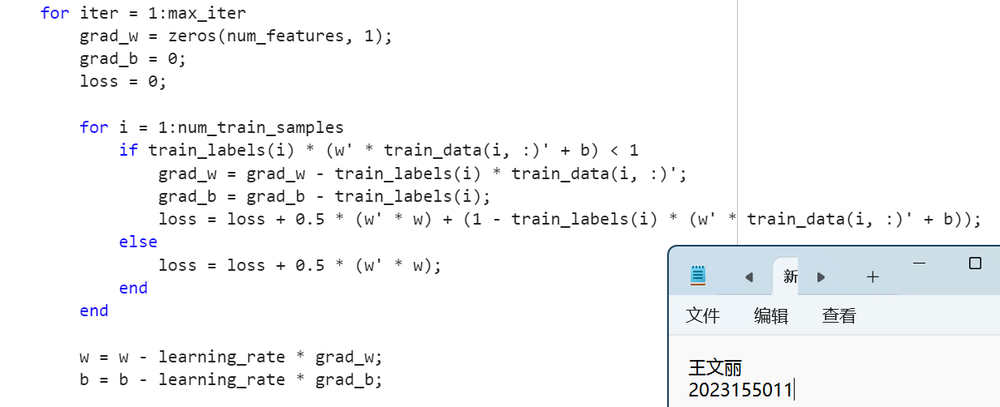 for iter = 1:max_iter
grad_w = zeros(num_features, 1);
grad_b = 0;
loss = 0;
for i = 1:num_train_samples
if train_labels(i) * (w' * train_data(i, :)' + b) < 1
grad_w = grad_w - train_labels(i) * train_data(i, :)';
grad_b = grad_b - train_labels(i);
loss = loss + 0.5 * (w' * w) + (1 - train_labels(i) * (w' * train_data(i, :)' + b));
else
loss = loss + 0.5 * (w' * w);
end
end
w = w - learning_rate * grad_w;
b = b - learning_rate * grad_b;
新
文件 编辑 查看
王文丽
2023155011